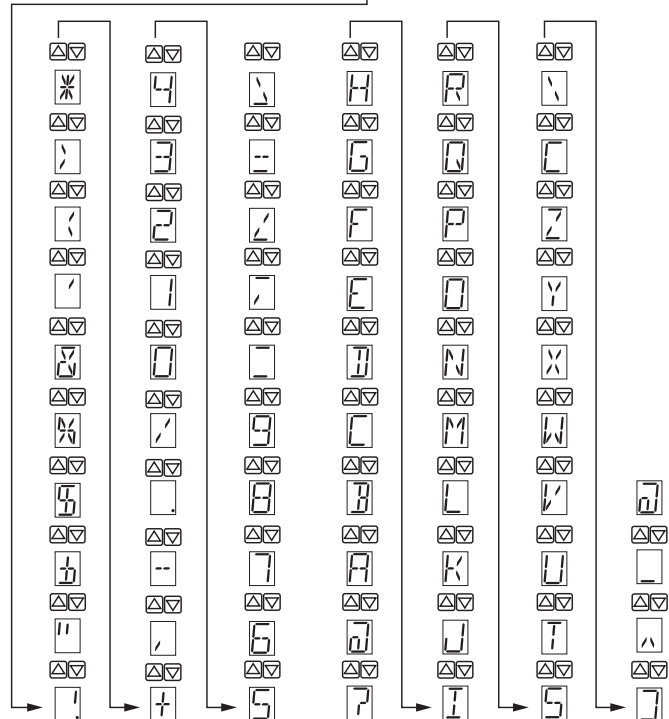 * 4 > H R \
) 3 = G Q [
( 2 < F P Z
' 1 ; E O Y
& 0 : D N X
% / 9 C M W
$ . 8 B L V @
# - 7 A K U _
" , 6 @ J T ^
! + 5 ? I S ]